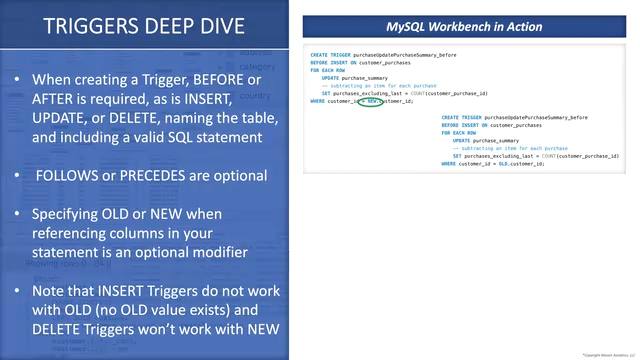 TRIGGERS DEEP DIVE
• When creating a Trigger, BEFORE or
AFTER is required, as is INSERT,
UPDATE, or DELETE, naming the table,
and including a valid SQL statement
• FOLLOWS or PRECEDES are optional
• Specifying OLD or NEW when
referencing columns in your
statement is an optional modifier
• Note that INSERT Triggers do not work
with OLD (no OLD value exists) and
DELETE Triggers won't work with NEW
MySQL Workbench in Action
CREATE TRIGGER purchaseUpdatePurchaseSummary_before
BEFORE INSERT ON customer_purchases
FOR EACH ROW
UPDATE purchase_summary
-- subtracting an item for each purchase
SET purchases_excluding_last = COUNT(customer_purchase_id)
WHERE customer_id = NEW.customer_id;
CREATE TRIGGER purchaseUpdatePurchaseSummary_before
BEFORE INSERT ON customer_purchases
FOR EACH ROW
UPDATE purchase_summary
-- subtracting an item for each purchase
SET purchases_excluding_last = COUNT(customer_purchase_id)
WHERE customer_id = OLD.customer_id;
*Copyright Maven Analytics, LLC